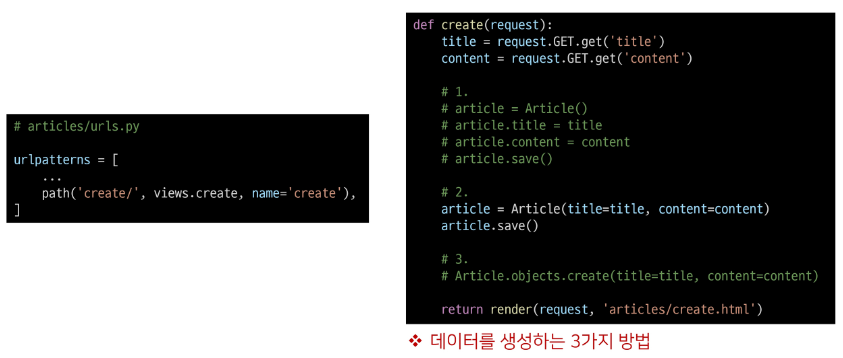 # articles/urls.py
urlpatterns = [
...
path('create/', views.create, name='create'),
]
def create(request):
title = request.GET.get('title')
content = request.GET.get('content')
# 1.
# article = Article()
# article.title = title
# article.content = content
# article.save()
# 2.
article = Article(title=title, content=content)
article.save()
# 3.
# Article.objects.create(title=title, content=content)
return render(request, 'articles/create.html')
❖ 데이터를 생성하는 3가지 방법